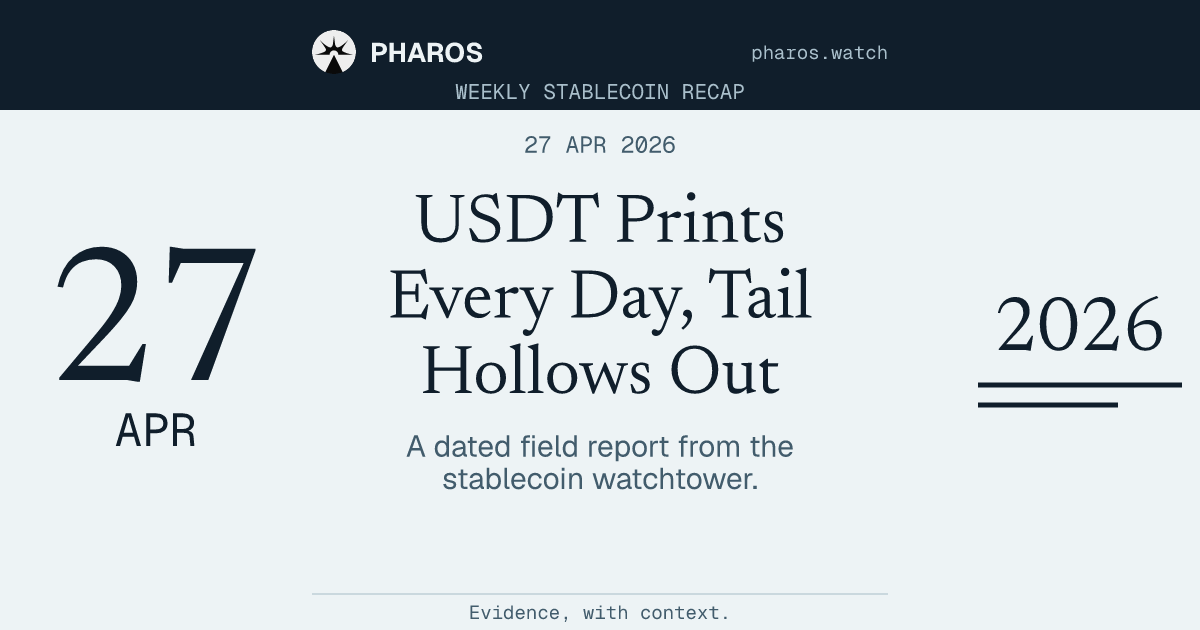 PHAROS
pharos.watch
WEEKLY STABLECOIN RECAP
27 APR 2026
USDT Prints
Every Day, Tail
Hollows Out
27
APR
2026
A dated field report from the
stablecoin watchtower.
Evidence, with context.